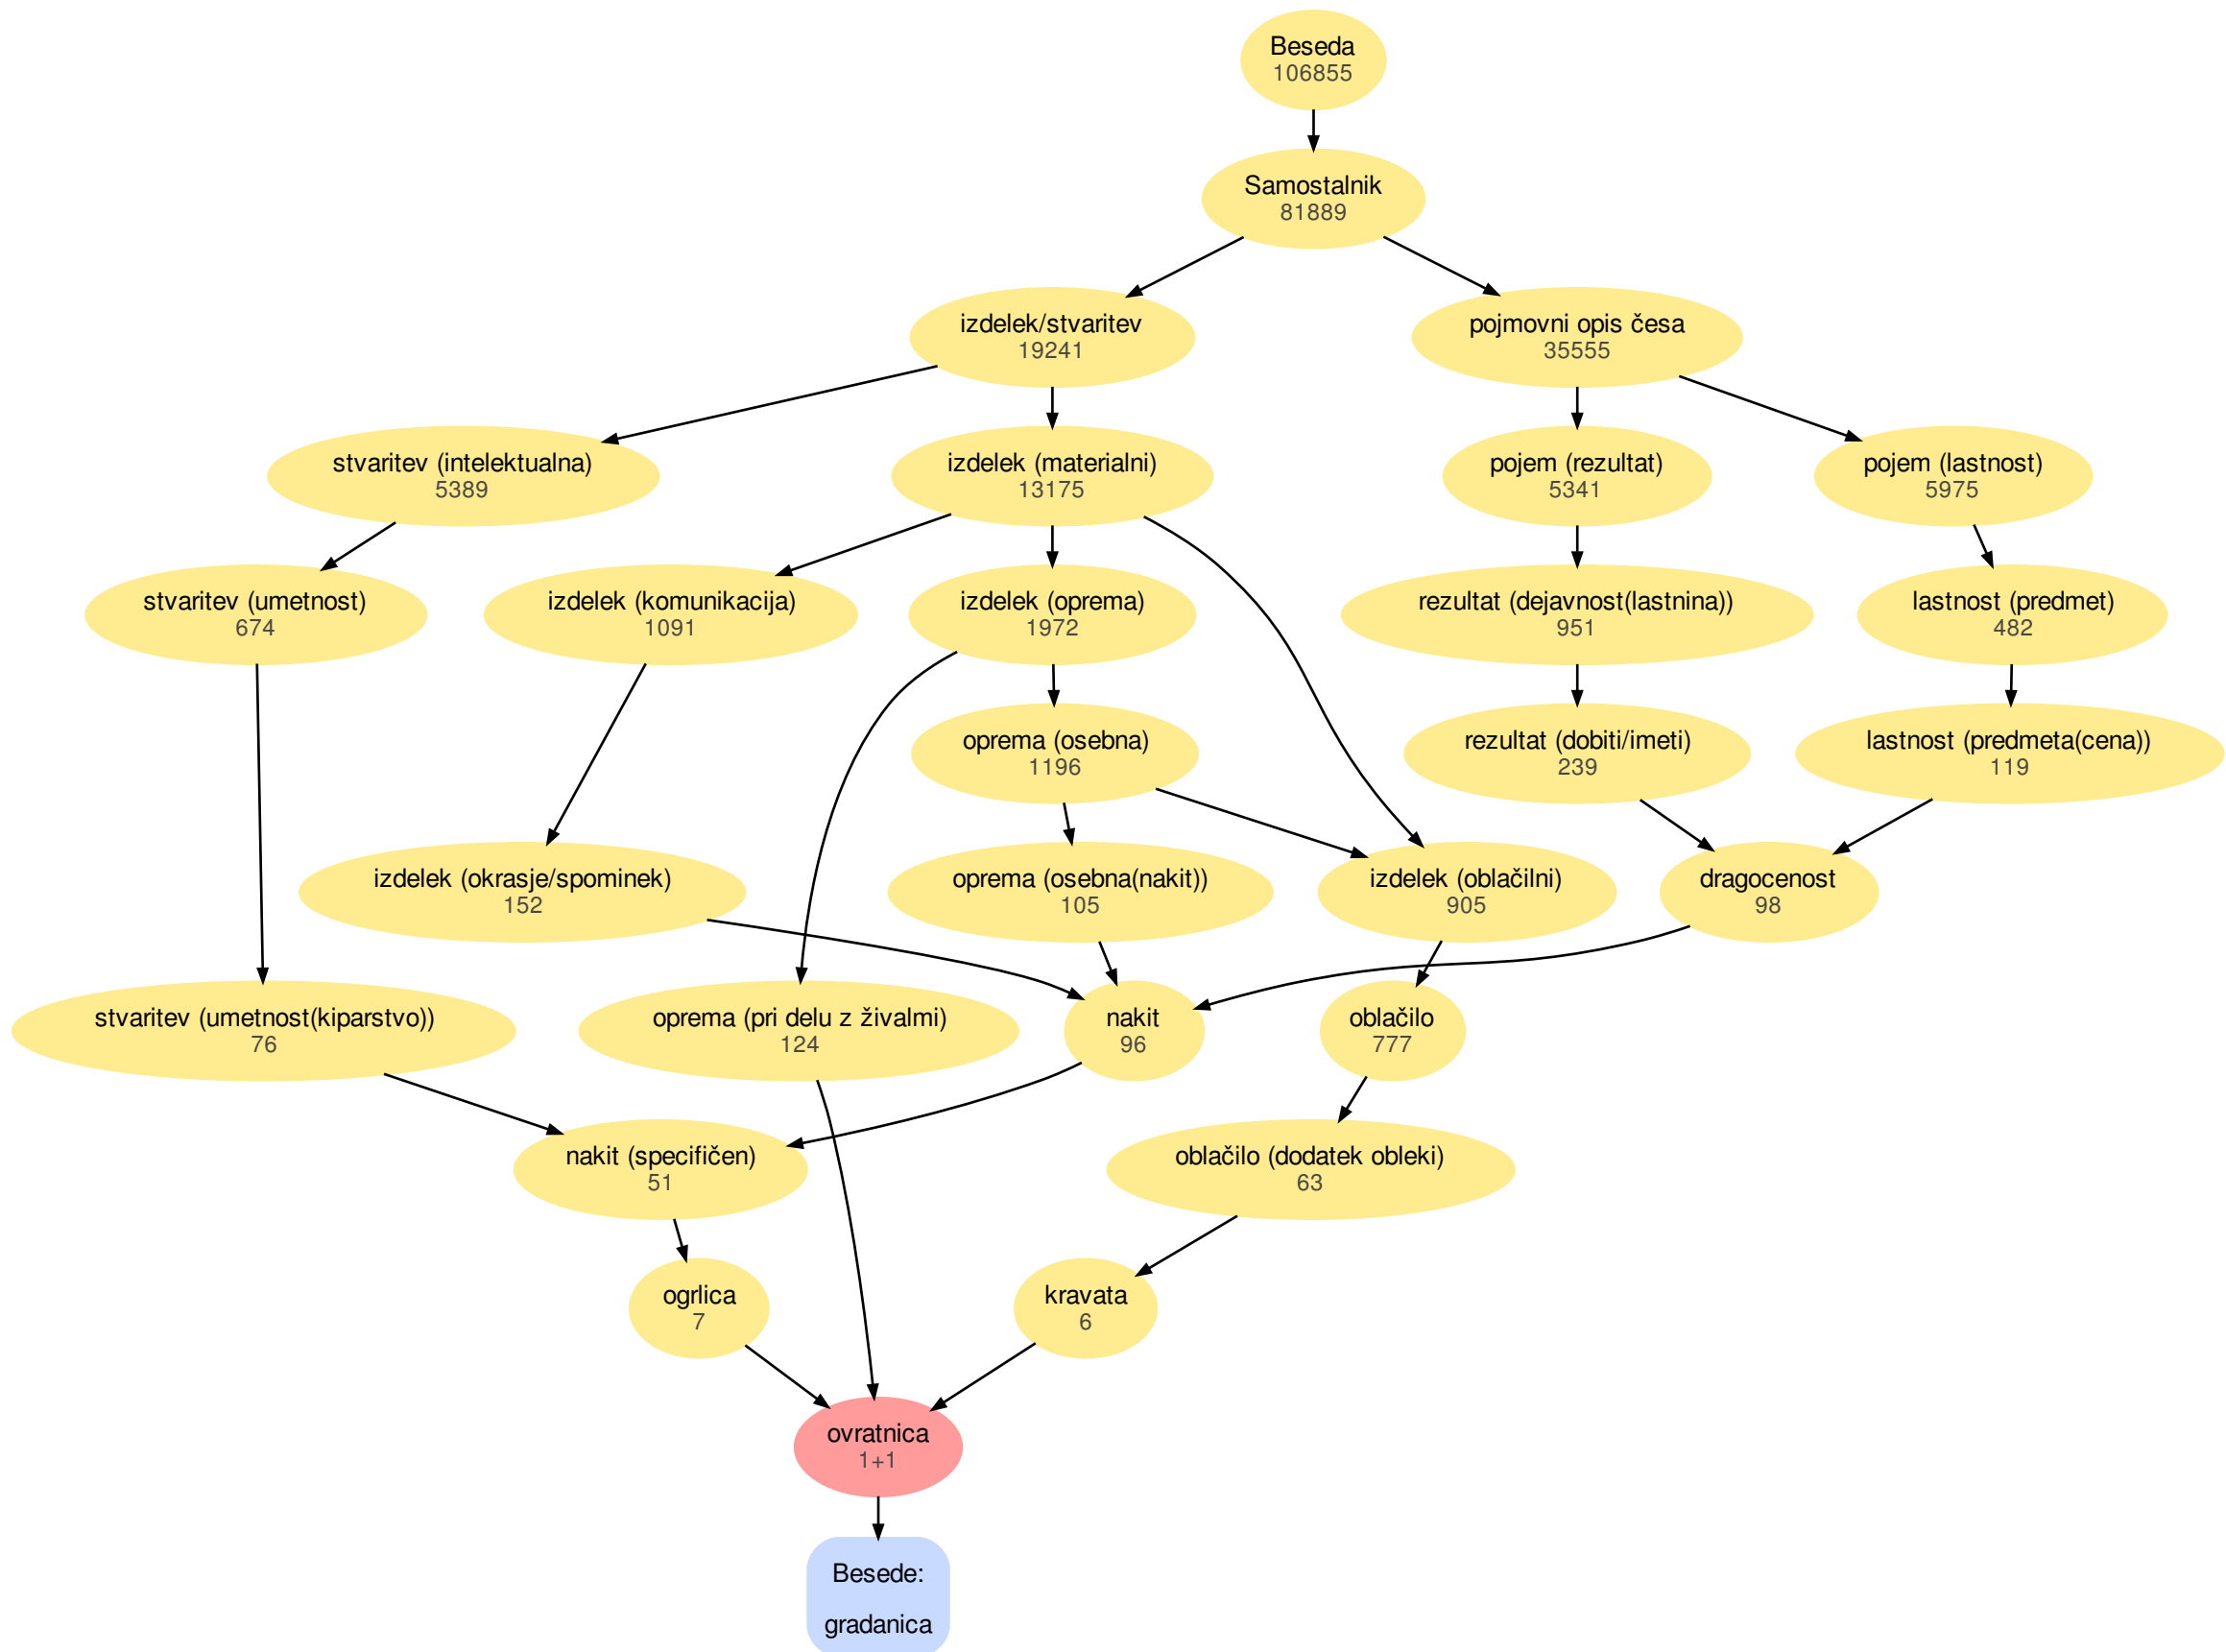 Beseda
106855
Samostalnik
81889
izdelek/stvaritev
19241
pojmovni opis česa
35555
stvaritev (intelektualna)
5389
izdelek (materialni)
13175
pojem (rezultat)
5341
pojem (lastnost)
5975
stvaritev (umetnost)
674
izdelek (komunikacija)
1091
izdelek (oprema)
1972
rezultat (dejavnost(lastnina))
951
lastnost (predmet)
482
oprema (osebna)
1196
rezultat (dobiti/imeti)
239
lastnost (predmeta(cena))
119
izdelek (okrasje/spominek)
152
oprema (osebna(nakit))
105
izdelek (oblačilni)
905
dragocenost
98
stvaritev (umetnost(kiparstvo))
76
oprema (pri delu z živalmi)
124
nakit
96
oblačilo
777
nakit (specifičen)
51
oblačilo (dodatek obleki)
63
ogrlica
7
kravata
6
ovratnica
1+1
Besede:
gradanica